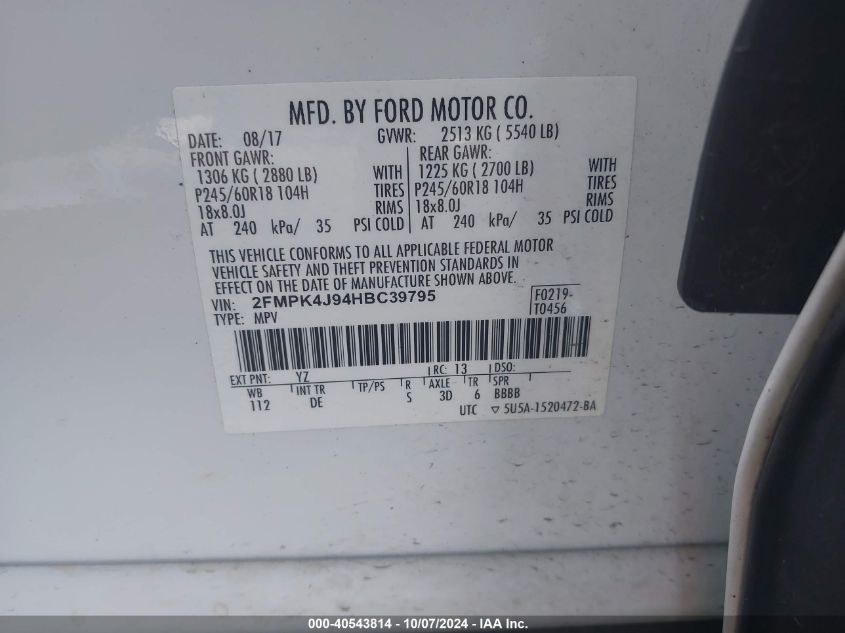 MFD. BY FORD MOTOR CO.
DATE: 08/17 GVWR: 2513 KG ( 5540 LB)
FRONT GAWR: REAR GAWR:
1306 KG ( 2880 LB) WITH 1225 KG ( 2700 LB) WITH
P245/60R18 104H TIRES P245/60R18 104H TIRES
18x8.0J RIMS 18x8.0J RIMS
AT 240 kPa/ 35 PSI COLD AT 240 kPa/ 35 PSI COLD
THIS VEHICLE CONFORMS TO ALL APPLICABLE FEDERAL MOTOR
VEHICLE SAFETY AND THEFT PREVENTION STANDARDS IN
EFFECT ON THE DATE OF MANUFACTURE SHOWN ABOVE.
VIN: 2FMPK4J94HBC39795 F0219-
TYPE: MPV T0456
EXT PNT: YZ RC: 13 DSO:
WB INT TR TP/PS R AXLE TR SPR
112 DE S 3D 6 BBBB
UTC ▽ 5U5A-1520472-BA
000-40543814 - 10/07/2024 - IAA Inc.